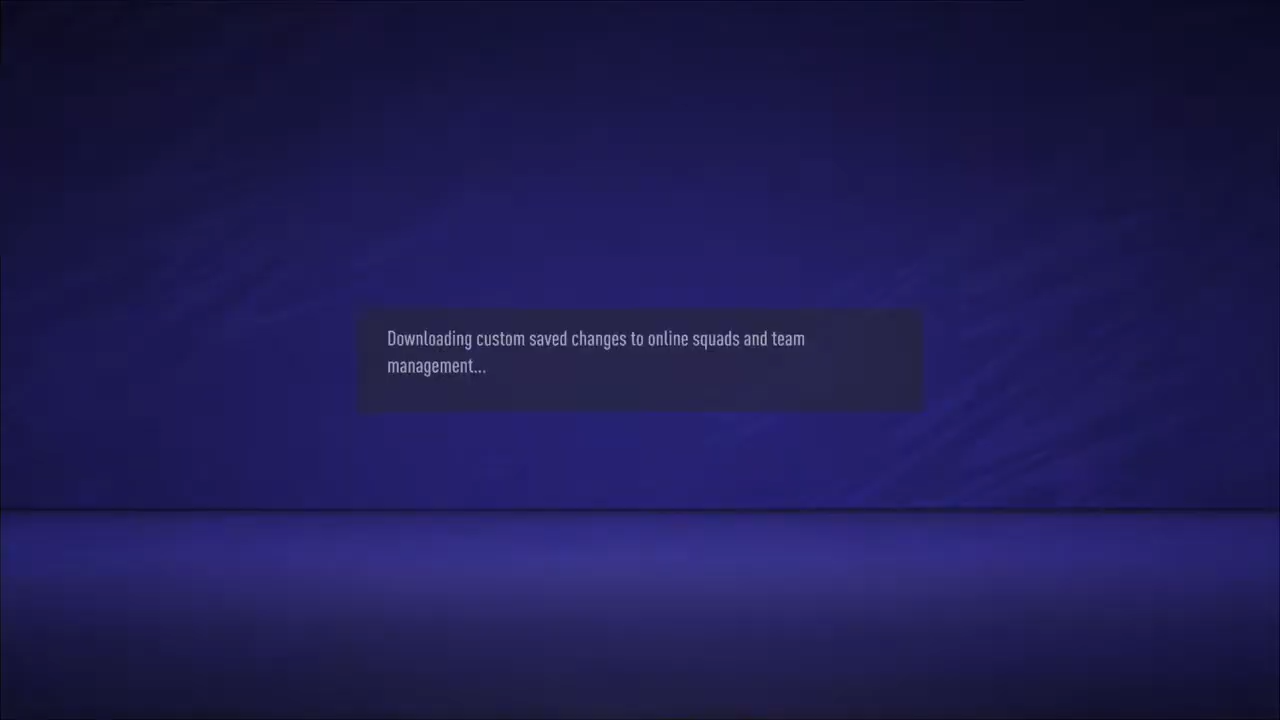 Downloading custom saved changes to online squads and team
management...